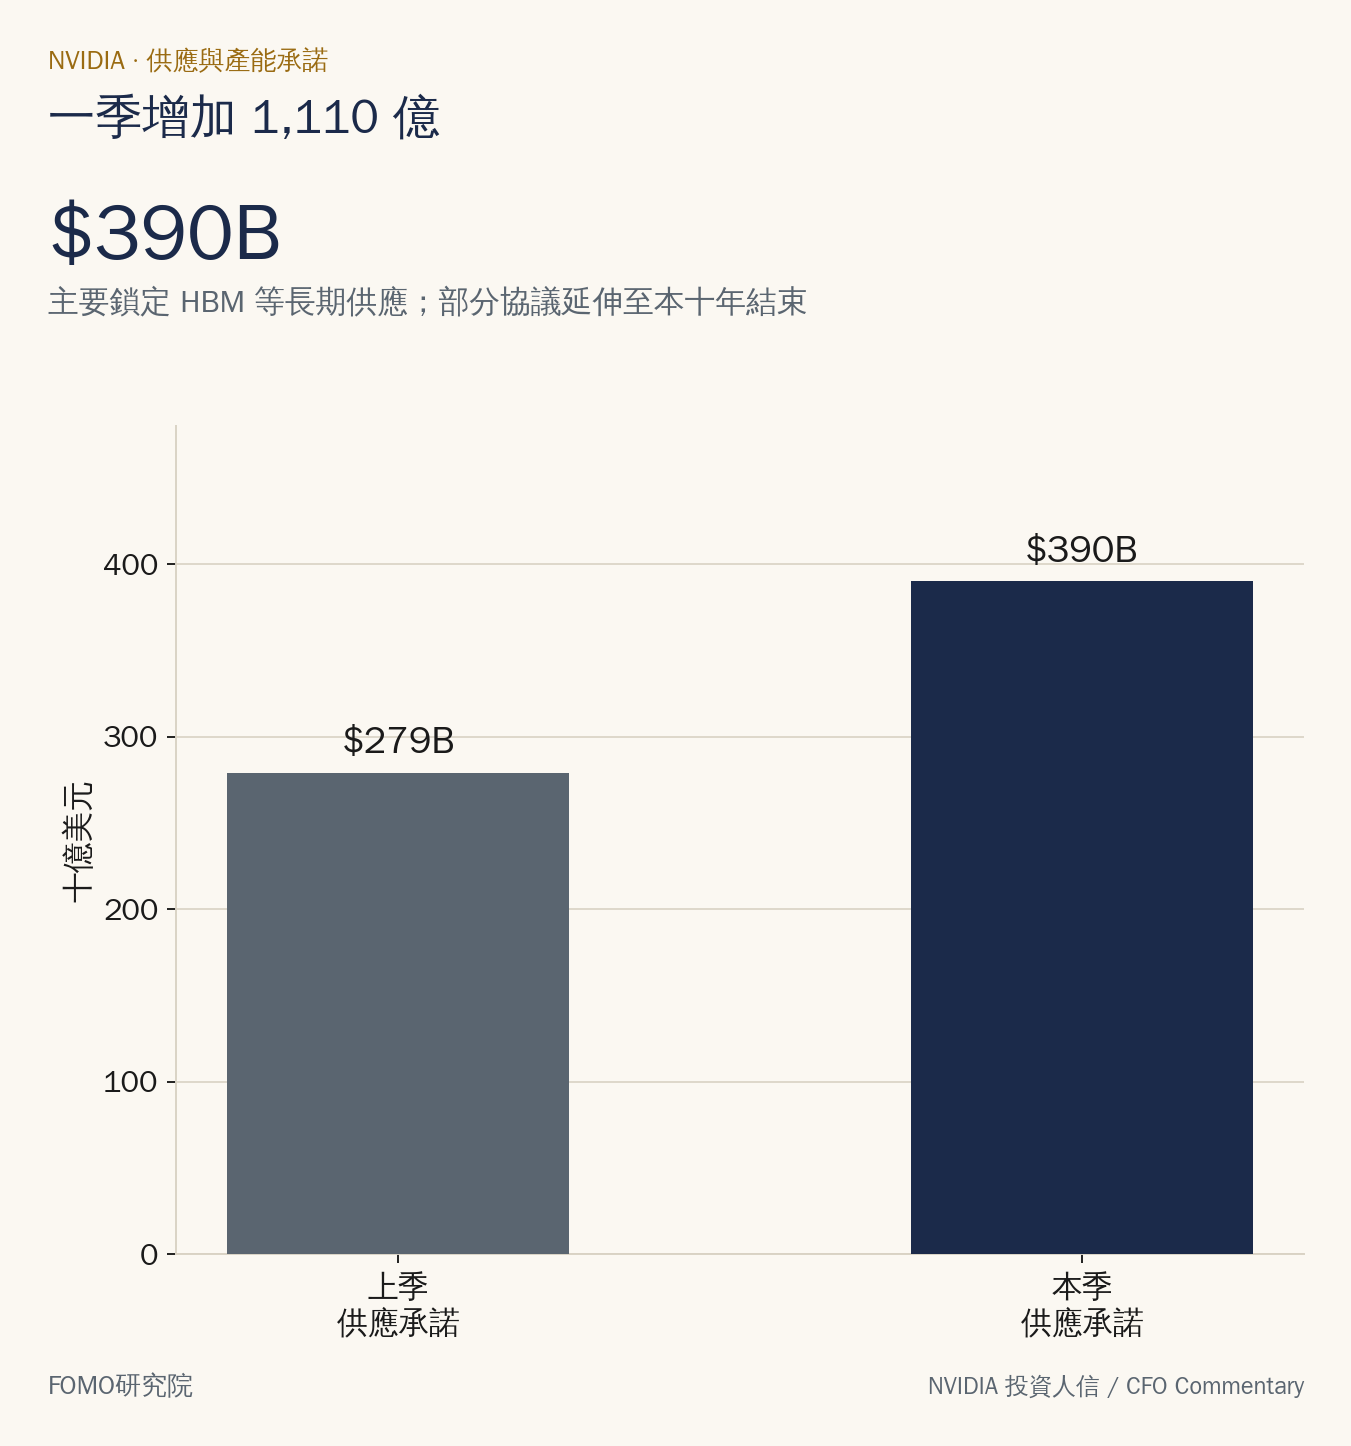 NVIDIA · 供應與產能承諾
一季增加 1,110 億
$390B
主要鎖定 HBM 等長期供應；部分協議延伸至本十年結束
十億美元
400
300
200
100
0
$279B
$390B
上季
供應承諾
本季
供應承諾
FOMO研究院
NVIDIA 投資人信 / CFO Commentary